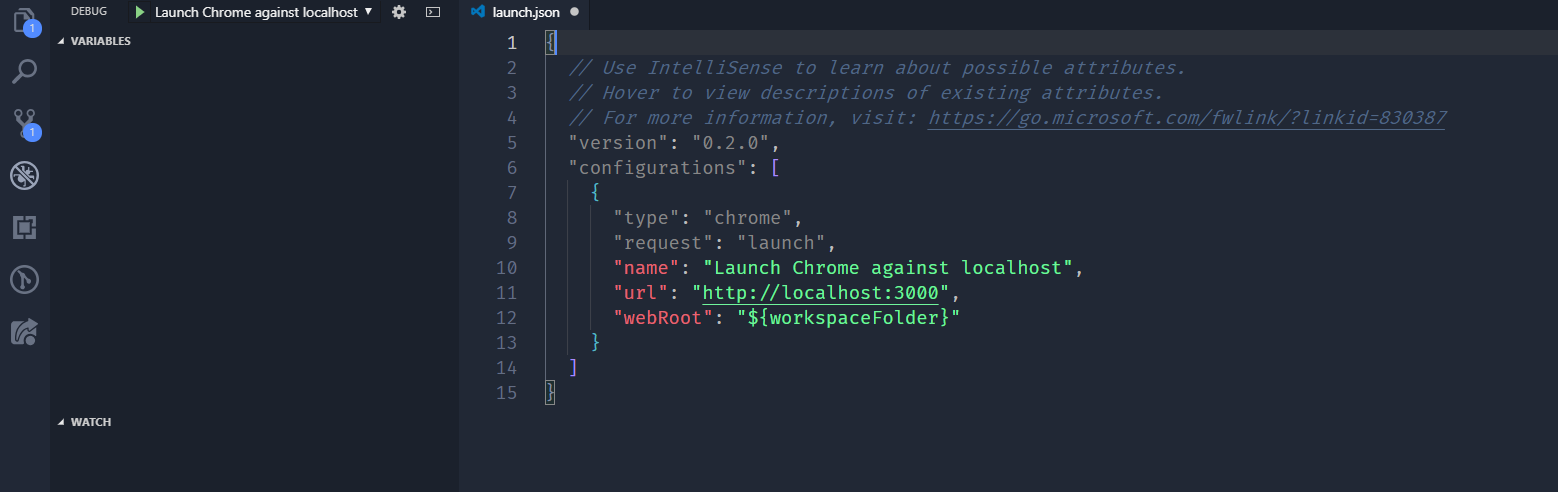 DEBUG Launch Chrome against localhost
launch.json
1
1
VARIABLES
WATCH
1 {
2 // Use IntelliSense to learn about possible attributes.
3 // Hover to view descriptions of existing attributes.
4 // For more information, visit: https://go.microsoft.com/fwlink/?linkid=830387
5 "version": "0.2.0",
6 "configurations": [
7 {
8 "type": "chrome",
9 "request": "launch",
10 "name": "Launch Chrome against localhost",
11 "url": "http://localhost:3000",
12 "webRoot": "${workspaceFolder}"
13 }
14 ]
15 }